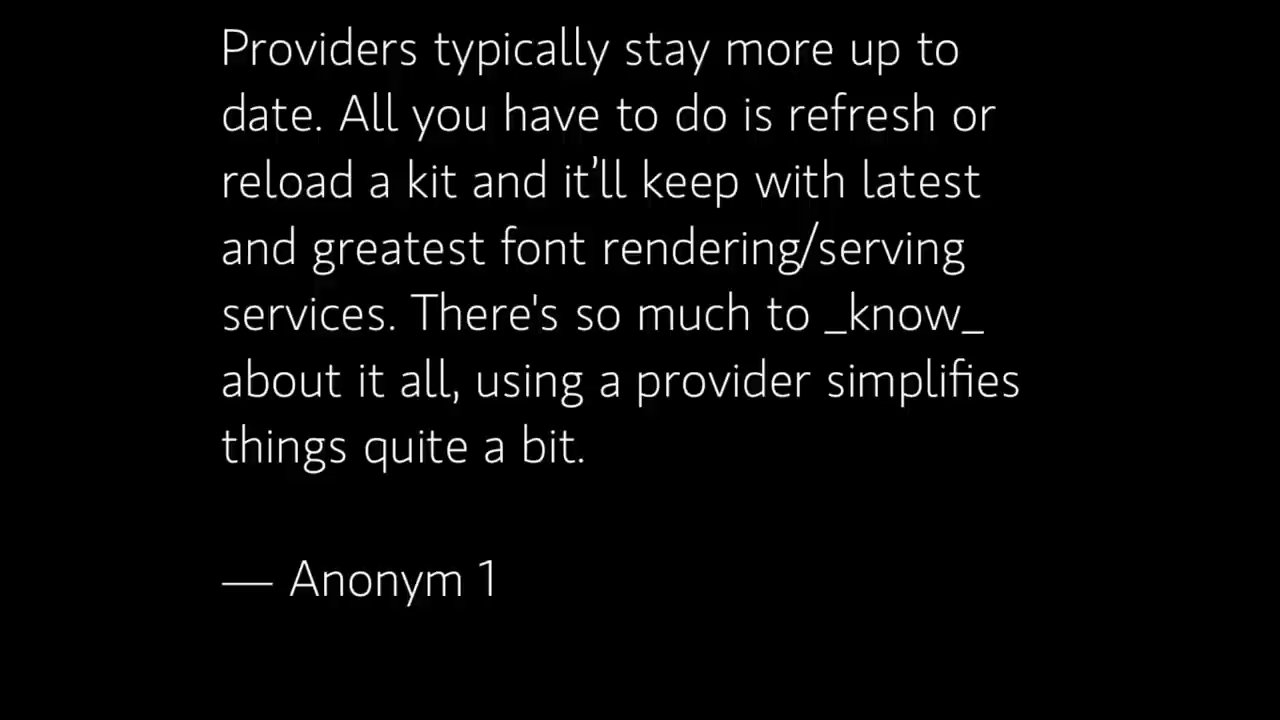 Providers typically stay more up to
date. All you have to do is refresh or
reload a kit and it’ll keep with latest
and greatest font rendering/serving
services. There's so much to _know_
about it all, using a provider simplifies
things quite a bit.
— Anonym 1